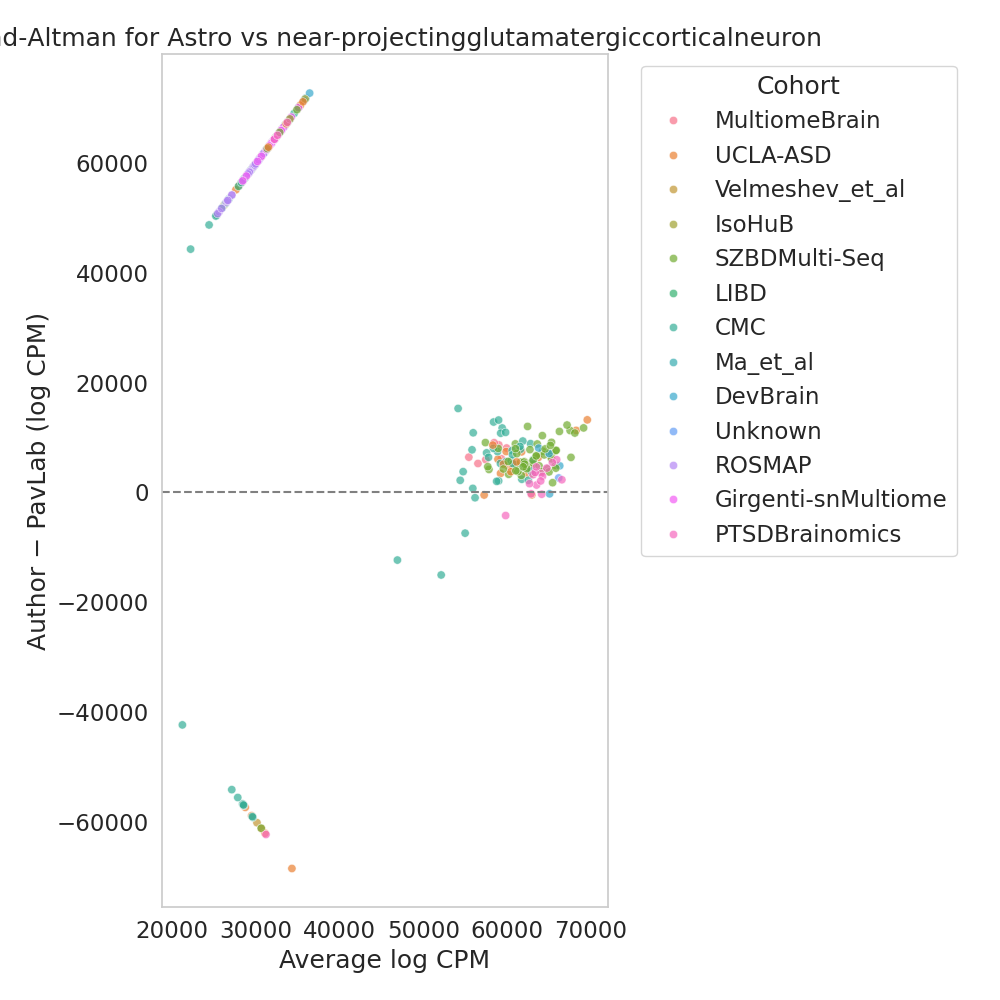 nd-Altman for Astro vs near-projectingglutamatergiccorticalneuron
Author − PavLab (log CPM)
60000
40000
20000
0
−20000
−40000
−60000
20000 30000 40000 50000 60000 70000
Average log CPM
Cohort
MultiomeBrain
UCLA-ASD
Velmeshev_et_al
IsoHuB
SZBDMulti-Seq
LIBD
CMC
Ma_et_al
DevBrain
Unknown
ROSMAP
Girgenti-snMultiome
PTSDBrainomics